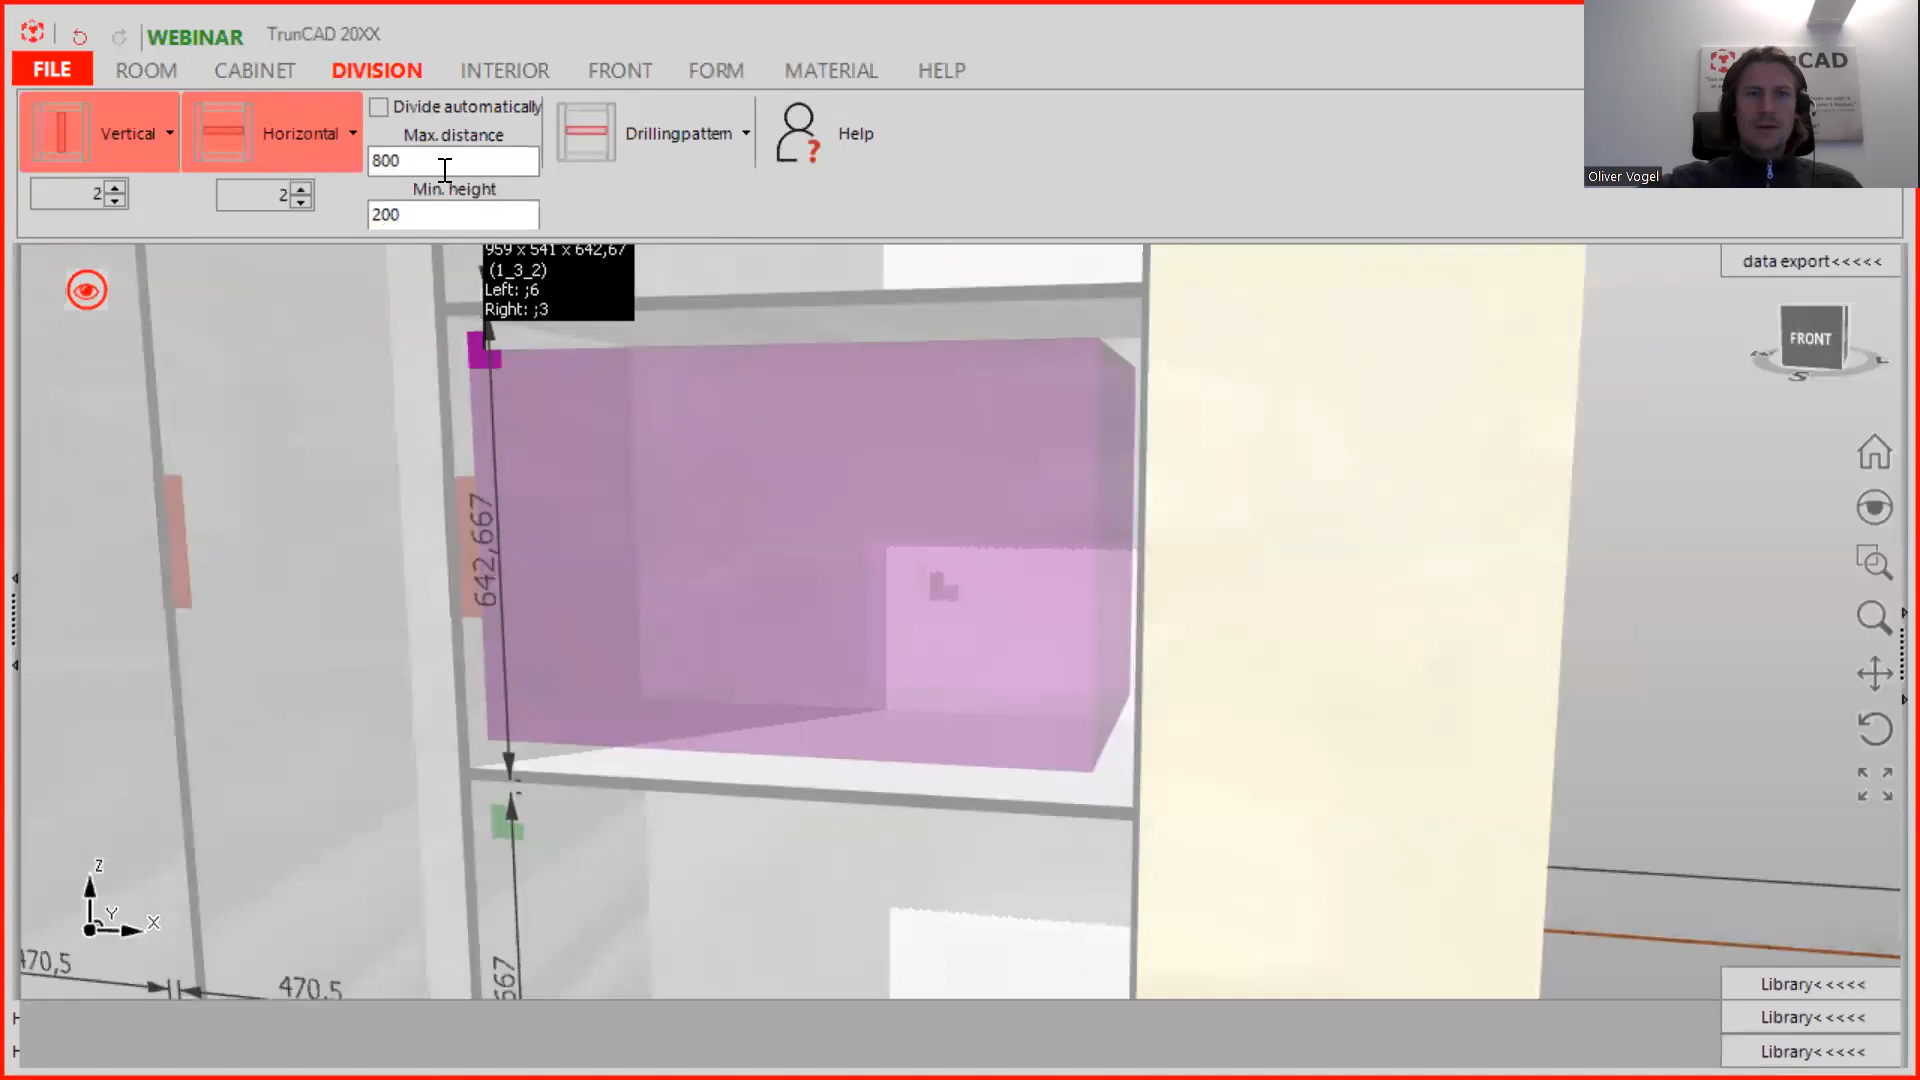 WEBINAR
TrunCAD 20XX
CAD
FILE
ROOM
CABINET
DIVISION
INTERIOR
FRONT
FORM
MATERIAL
HELP
Vertical
Horizontal
Divide automatically
Max. distance
800
Min. height
200
2
2
Drillingpattern
Help
Oliver Vogel
959 x 541 x 642,67
(1_3_2)
Left: ;6
Right: ;3
data export<<<<<
FRONT
S
642,667
667
Z
Y
X
470,5
470,5
Library<<<<<
Library<<<<<
Library<<<<<